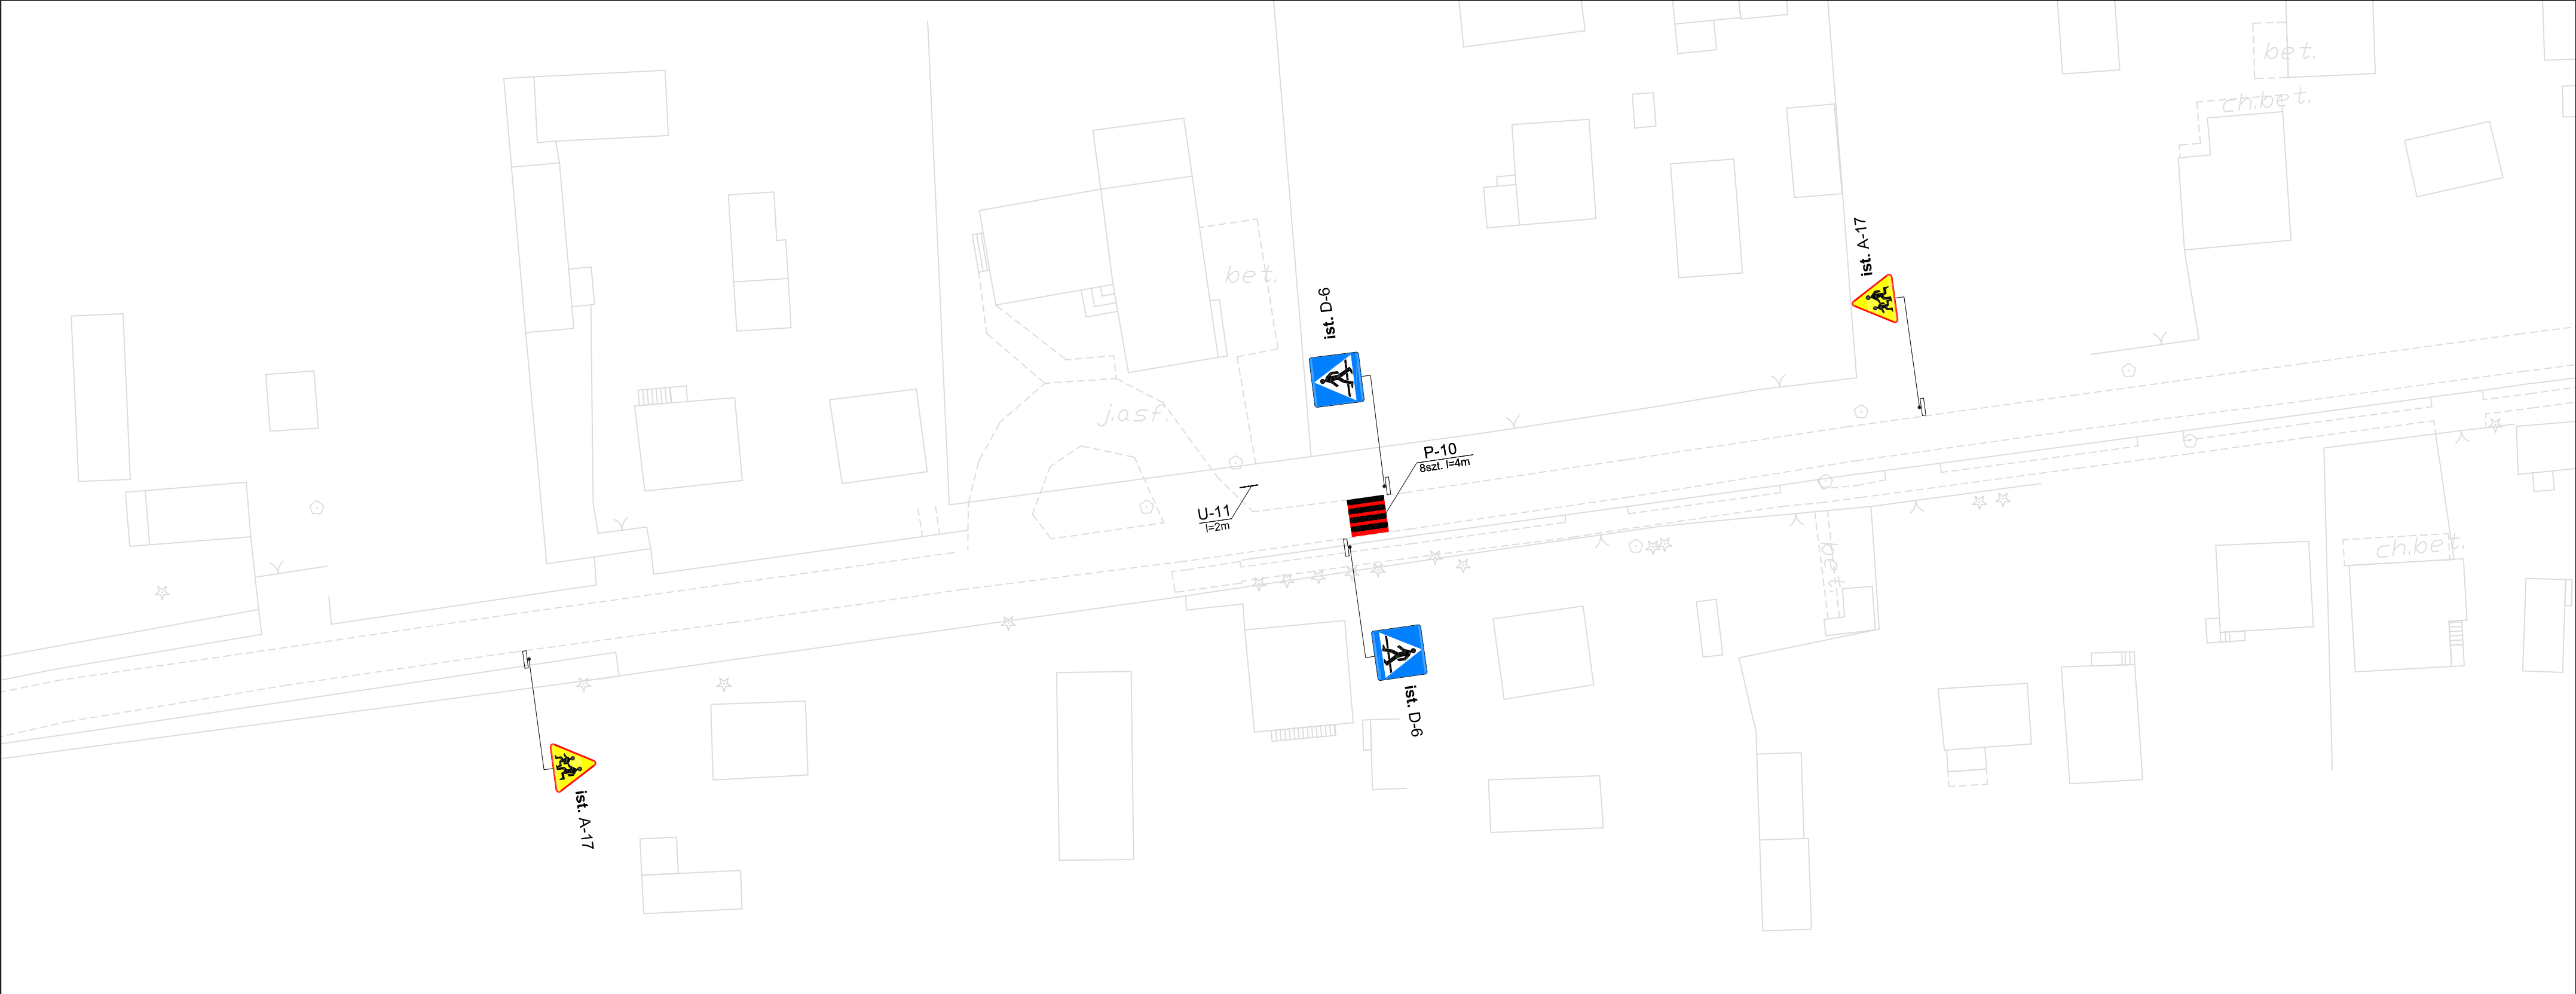 bet.
ch.bet.
ist. A-17
bet.
ist. D-6
j.asf.
P-10
8szt. l=4m
U-11
l=2m
ch.bet.
bet.
ist. D-6
ist. A-17